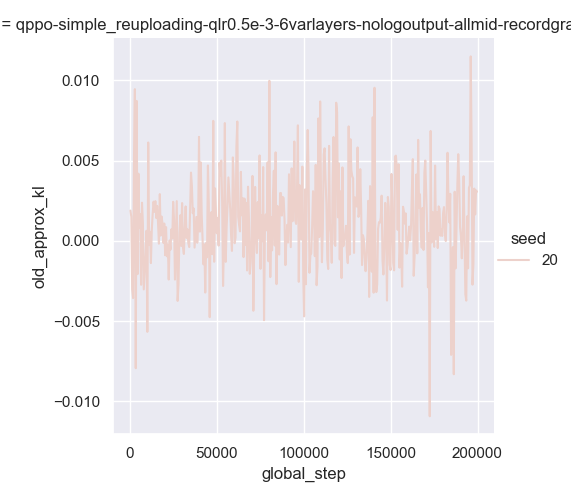 = qppo-simple_reuploading-qlr0.5e-3-6varlayers-nologoutput-allmid-recordgra
0.010
0.005
0.000
−0.005
−0.010
old_approx_kl
0
50000
100000
150000
200000
global_step
seed
20